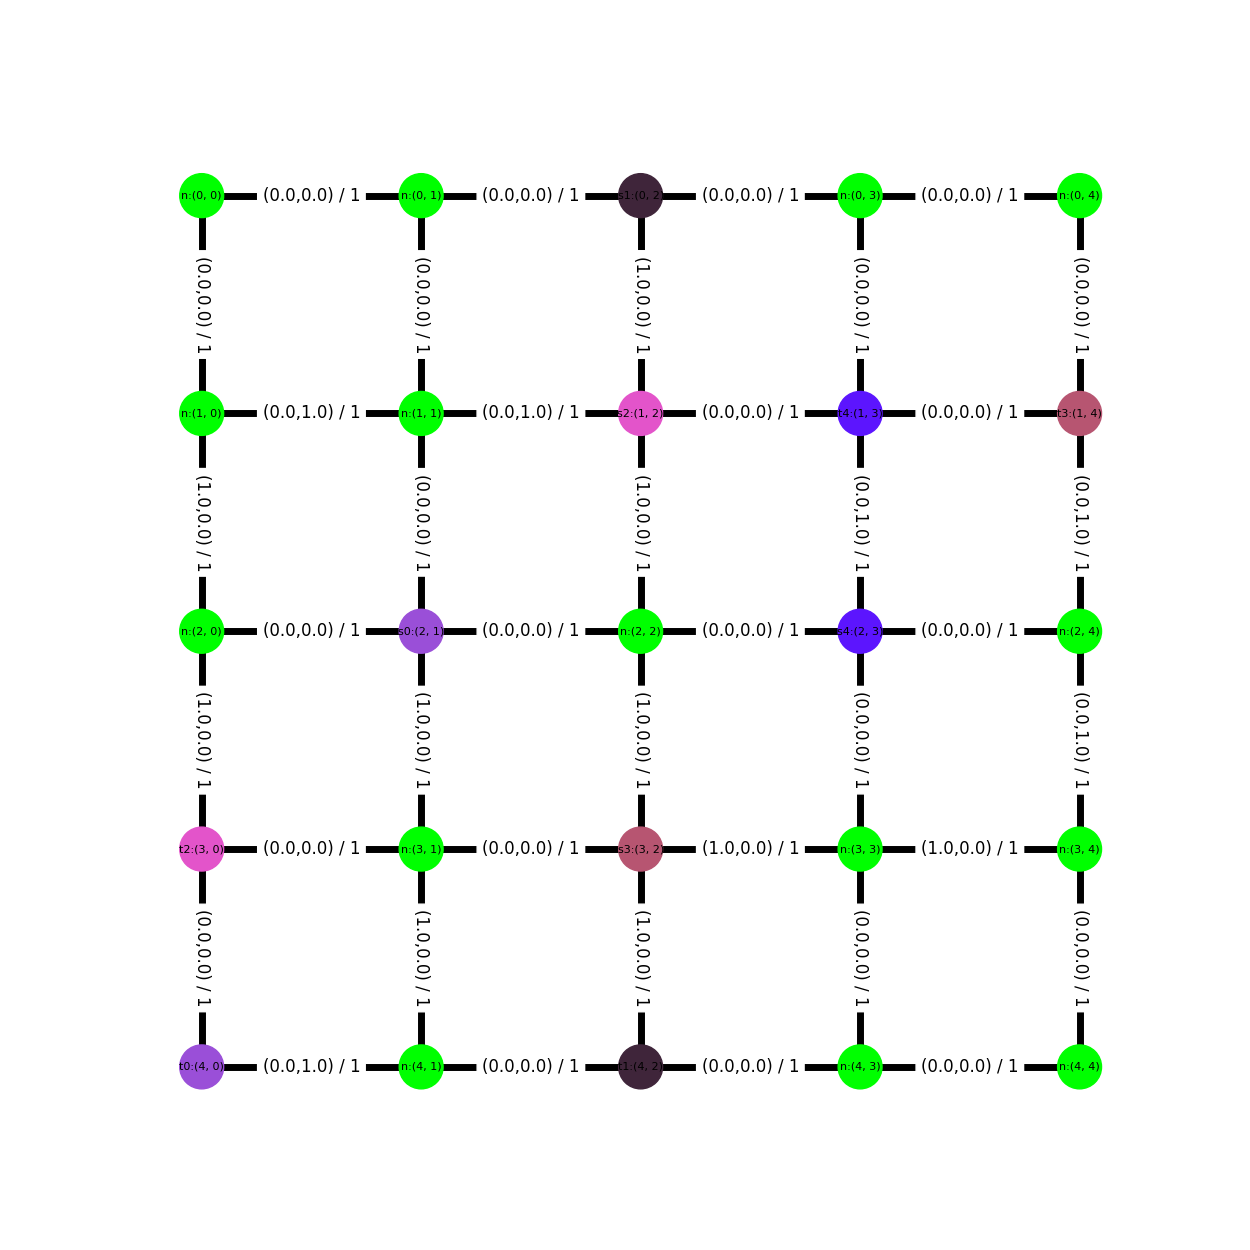 n:(0, 0) (0.0,0.0) / 1 n:(0, 1) (0.0,0.0) / 1 s1:(0, 2) (0.0,0.0) / 1 n:(0, 3) (0.0,0.0) / 1 n:(0, 4)
(0.0,0.0) / 1 (0.0,0.0) / 1 (1.0,0.0) / 1 (0.0,0.0) / 1 (0.0,0.0) / 1
n:(1, 0) (0.0,1.0) / 1 n:(1, 1) (0.0,1.0) / 1 s2:(1, 2) (0.0,0.0) / 1 t4:(1, 3) (0.0,0.0) / 1 t3:(1, 4)
(1.0,0.0) / 1 (0.0,0.0) / 1 (1.0,0.0) / 1 (0.0,1.0) / 1 (0.0,1.0) / 1
n:(2, 0) (0.0,0.0) / 1 s0:(2, 1) (0.0,0.0) / 1 n:(2, 2) (0.0,0.0) / 1 s4:(2, 3) (0.0,0.0) / 1 n:(2, 4)
(1.0,0.0) / 1 (1.0,0.0) / 1 (1.0,0.0) / 1 (0.0,0.0) / 1 (0.0,1.0) / 1
t2:(3, 0) (0.0,0.0) / 1 n:(3, 1) (0.0,0.0) / 1 s3:(3, 2) (1.0,0.0) / 1 n:(3, 3) (1.0,0.0) / 1 n:(3, 4)
(0.0,0.0) / 1 (1.0,0.0) / 1 (1.0,0.0) / 1 (0.0,0.0) / 1 (0.0,0.0) / 1
t0:(4, 0) (0.0,1.0) / 1 n:(4, 1) (0.0,0.0) / 1 t1:(4, 2) (0.0,0.0) / 1 n:(4, 3) (0.0,0.0) / 1 n:(4, 4)